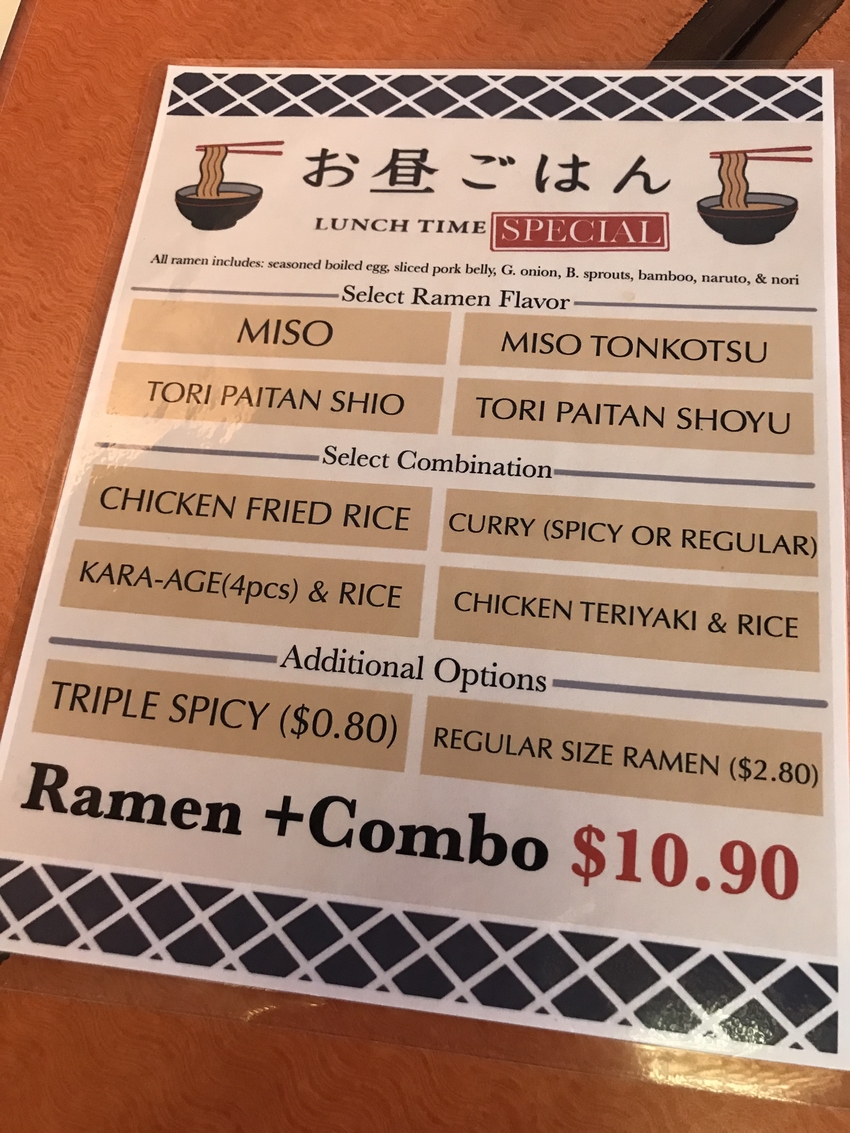 お昼ごはん
LUNCH TIME SPECIAL
All ramen includes: seasoned boiled egg, sliced pork belly, G. onion, B. sprouts, bamboo, naruto, & nori
Select Ramen Flavor
MISO
MISO TONKOTSU
TORI PAITAN SHIO
TORI PAITAN SHOYU
Select Combination
CHICKEN FRIED RICE
CURRY (SPICY OR REGULAR)
KARA-AGE(4pcs) & RICE
CHICKEN TERIYAKI & RICE
Additional Options
TRIPLE SPICY ($0.80)
REGULAR SIZE RAMEN ($2.80)
Ramen +Combo $10.90